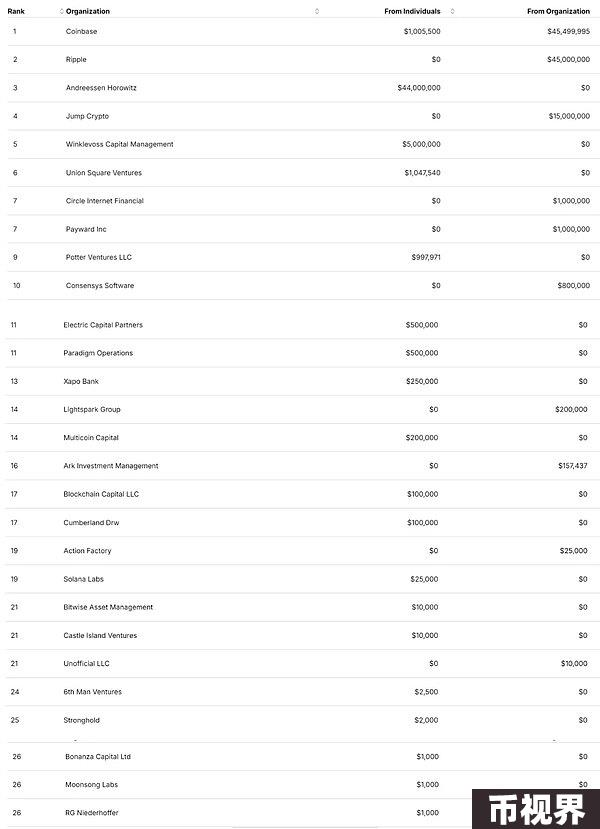 Rank Organization From Individuals From Organization
1 Coinbase $1,005,500 $45,499,995
2 Ripple $0 $45,000,000
3 Andreessen Horowitz $44,000,000 $0
4 Jump Crypto $0 $15,000,000
5 Winklevoss Capital Management $5,000,000 $0
6 Union Square Ventures $1,047,540 $0
7 Circle Internet Financial $0 $1,000,000
7 Payward Inc $0 $1,000,000
9 Potter Ventures LLC $997,971 $0
10 Consensys Software $0 $800,000
11 Electric Capital Partners $500,000 $0
11 Paradigm Operations $500,000 $0
13 Xapo Bank $250,000 $0
14 Lightspark Group $0 $200,000
14 Multicoin Capital $200,000 $0
16 Ark Investment Management $0 $157,437
17 Blockchain Capital LLC $100,000 $0
17 Cumberland Drw $100,000 $0
19 Action Factory $0 $25,000
19 Solana Labs $25,000 $0
21 Bitwise Asset Management $10,000 $0
21 Castle Island Ventures $10,000 $0
21 Unofficial LLC $0 $10,000
24 6th Man Ventures $2,500 $0
25 Stronghold $2,000 $0
26 Bonanza Capital Ltd $1,000 $0
26 Moonsong Labs $1,000 $0
26 RG Niederhoffer $1,000
币视界